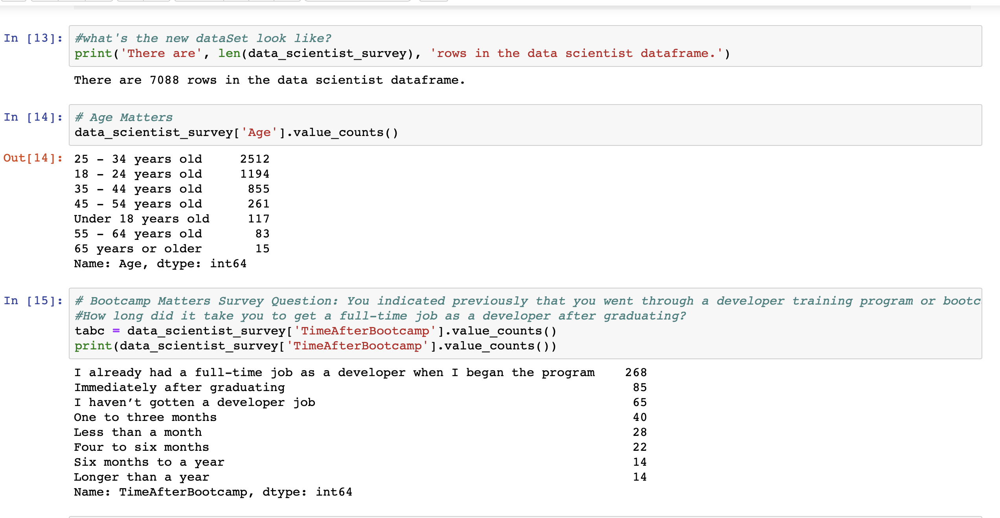 In [13]:
#what's the new dataSet look like?
print('There are', len(data_scientist_survey), 'rows in the data scientist dataframe.')
There are 7088 rows in the data scientist dataframe.
In [14]:
# Age Matters
data_scientist_survey['Age'].value_counts()
Out[14]:
25 - 34 years old 2512
18 - 24 years old 1194
35 - 44 years old 855
45 - 54 years old 261
Under 18 years old 117
55 - 64 years old 83
65 years or older 15
Name: Age, dtype: int64
In [15]:
# Bootcamp Matters Survey Question: You indicated previously that you went through a developer training program or bootc
#How long did it take you to get a full-time job as a developer after graduating?
tabc = data_scientist_survey['TimeAfterBootcamp'].value_counts()
print(data_scientist_survey['TimeAfterBootcamp'].value_counts())
I already had a full-time job as a developer when I began the program 268
Immediately after graduating 85
I haven’t gotten a developer job 65
One to three months 40
Less than a month 28
Four to six months 22
Six months to a year 14
Longer than a year 14
Name: TimeAfterBootcamp, dtype: int64